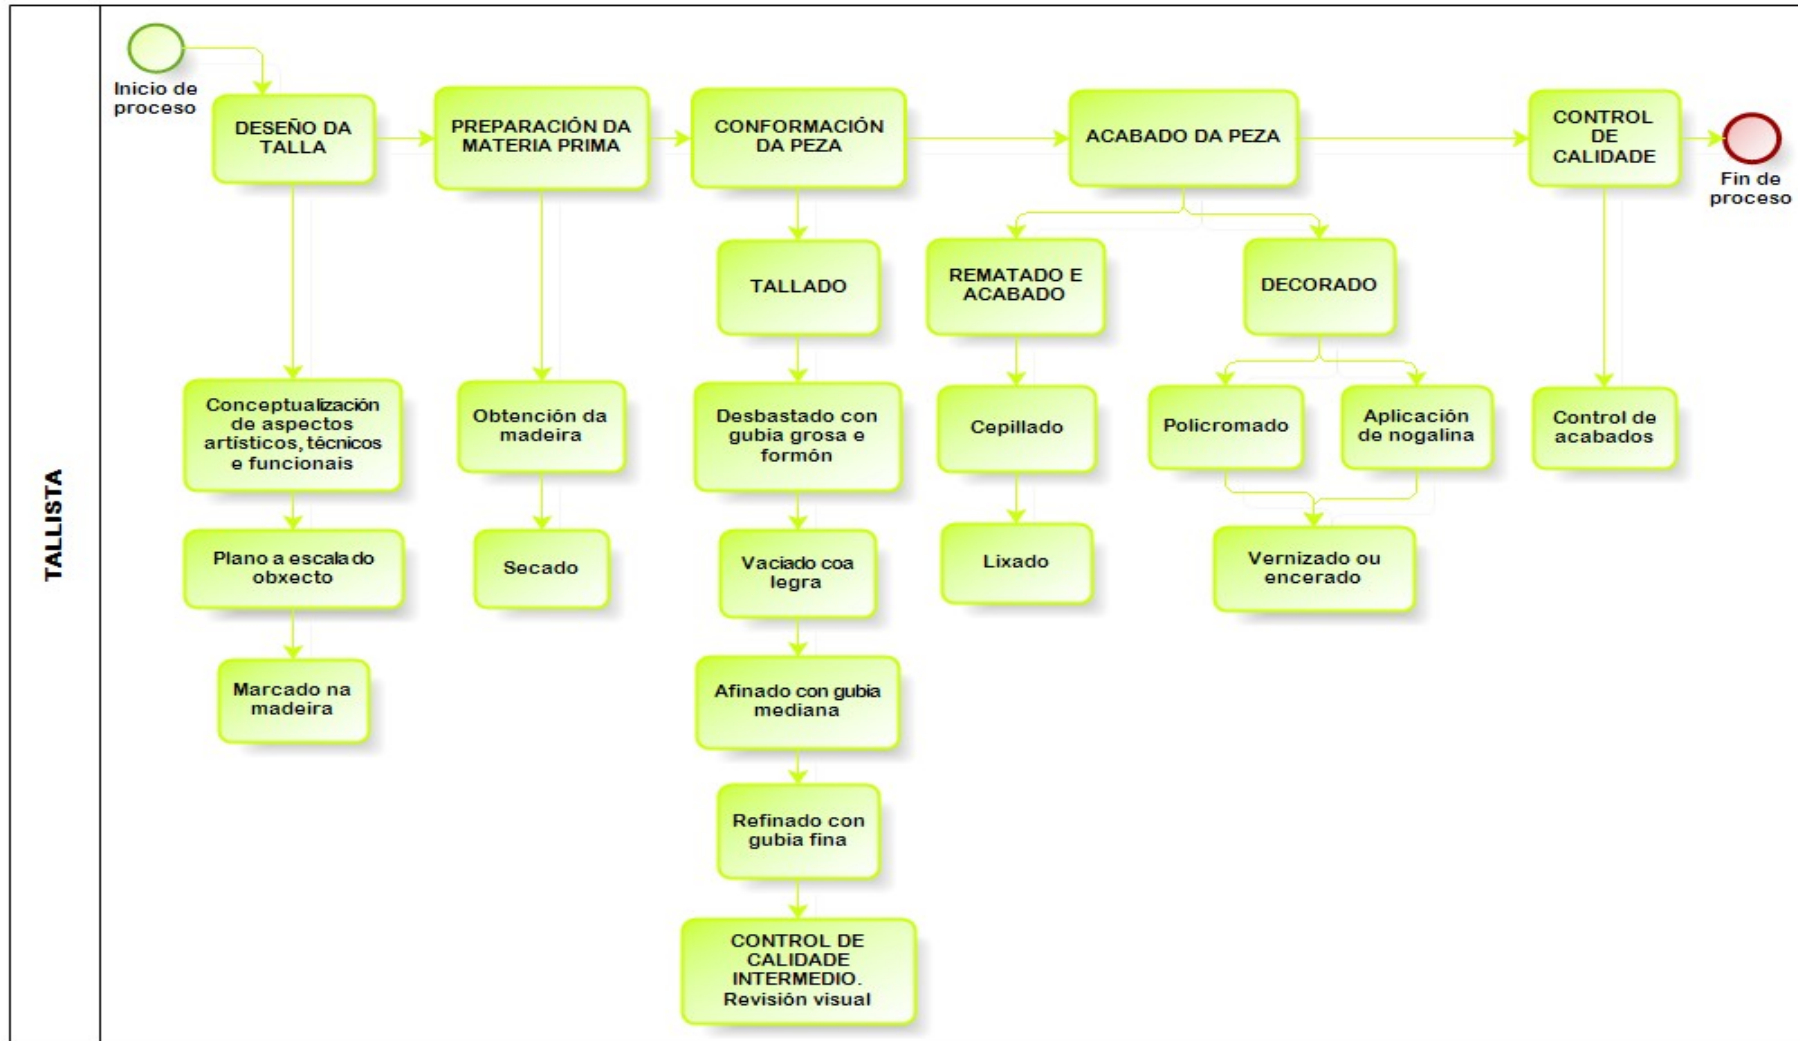 TALLISTA
Inicio de
proceso
DESEÑO DA
TALLA
PREPARACIÓN DA
MATERIA PRIMA
CONFORMACIÓN
DA PEZA
ACABADO DA PEZA
CONTROL
DE
CALIDADE
Fin de
proceso
Conceptualización
de aspectos
artísticos, técnicos
e funcionais
Plano a escala do
obxecto
Marcado na
madeira
Obtención da
madeira
Secado
TALLADO
Desbastado con
gubia grosa e
formón
Vaciado coa
legra
Afinado con gubia
mediana
Refinado con
gubia fina
CONTROL DE
CALIDADE
INTERMEDIO.
Revisión visual
REMATADO E
ACABADO
Cepillado
Lixado
DECORADO
Policromado
Aplicación
de nogalina
Vernizado ou
encerado
Control de
acabados